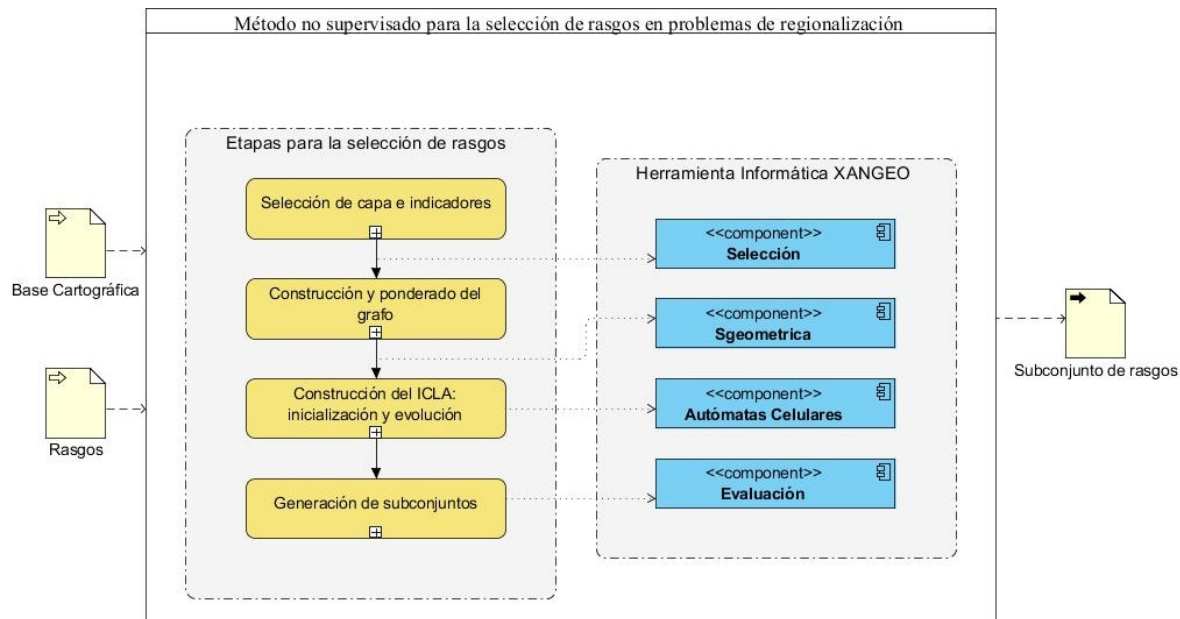 Método no supervisado para la selección de rasgos en problemas de regionalización
Etapas para la selección de rasgos
Selección de capa e indicadores
Construcción y ponderado del
grafo
Construcción del ICLA:
inicialización y evolución
Generación de subconjuntos
Herramienta Informática XANGEO
<<component>>
Selección
<<component>>
Sgeometrica
<<component>>
Autómatas Celulares
<<component>>
Evaluación
Base Cartográfica
Rasgos
Subconjunto de rasgos